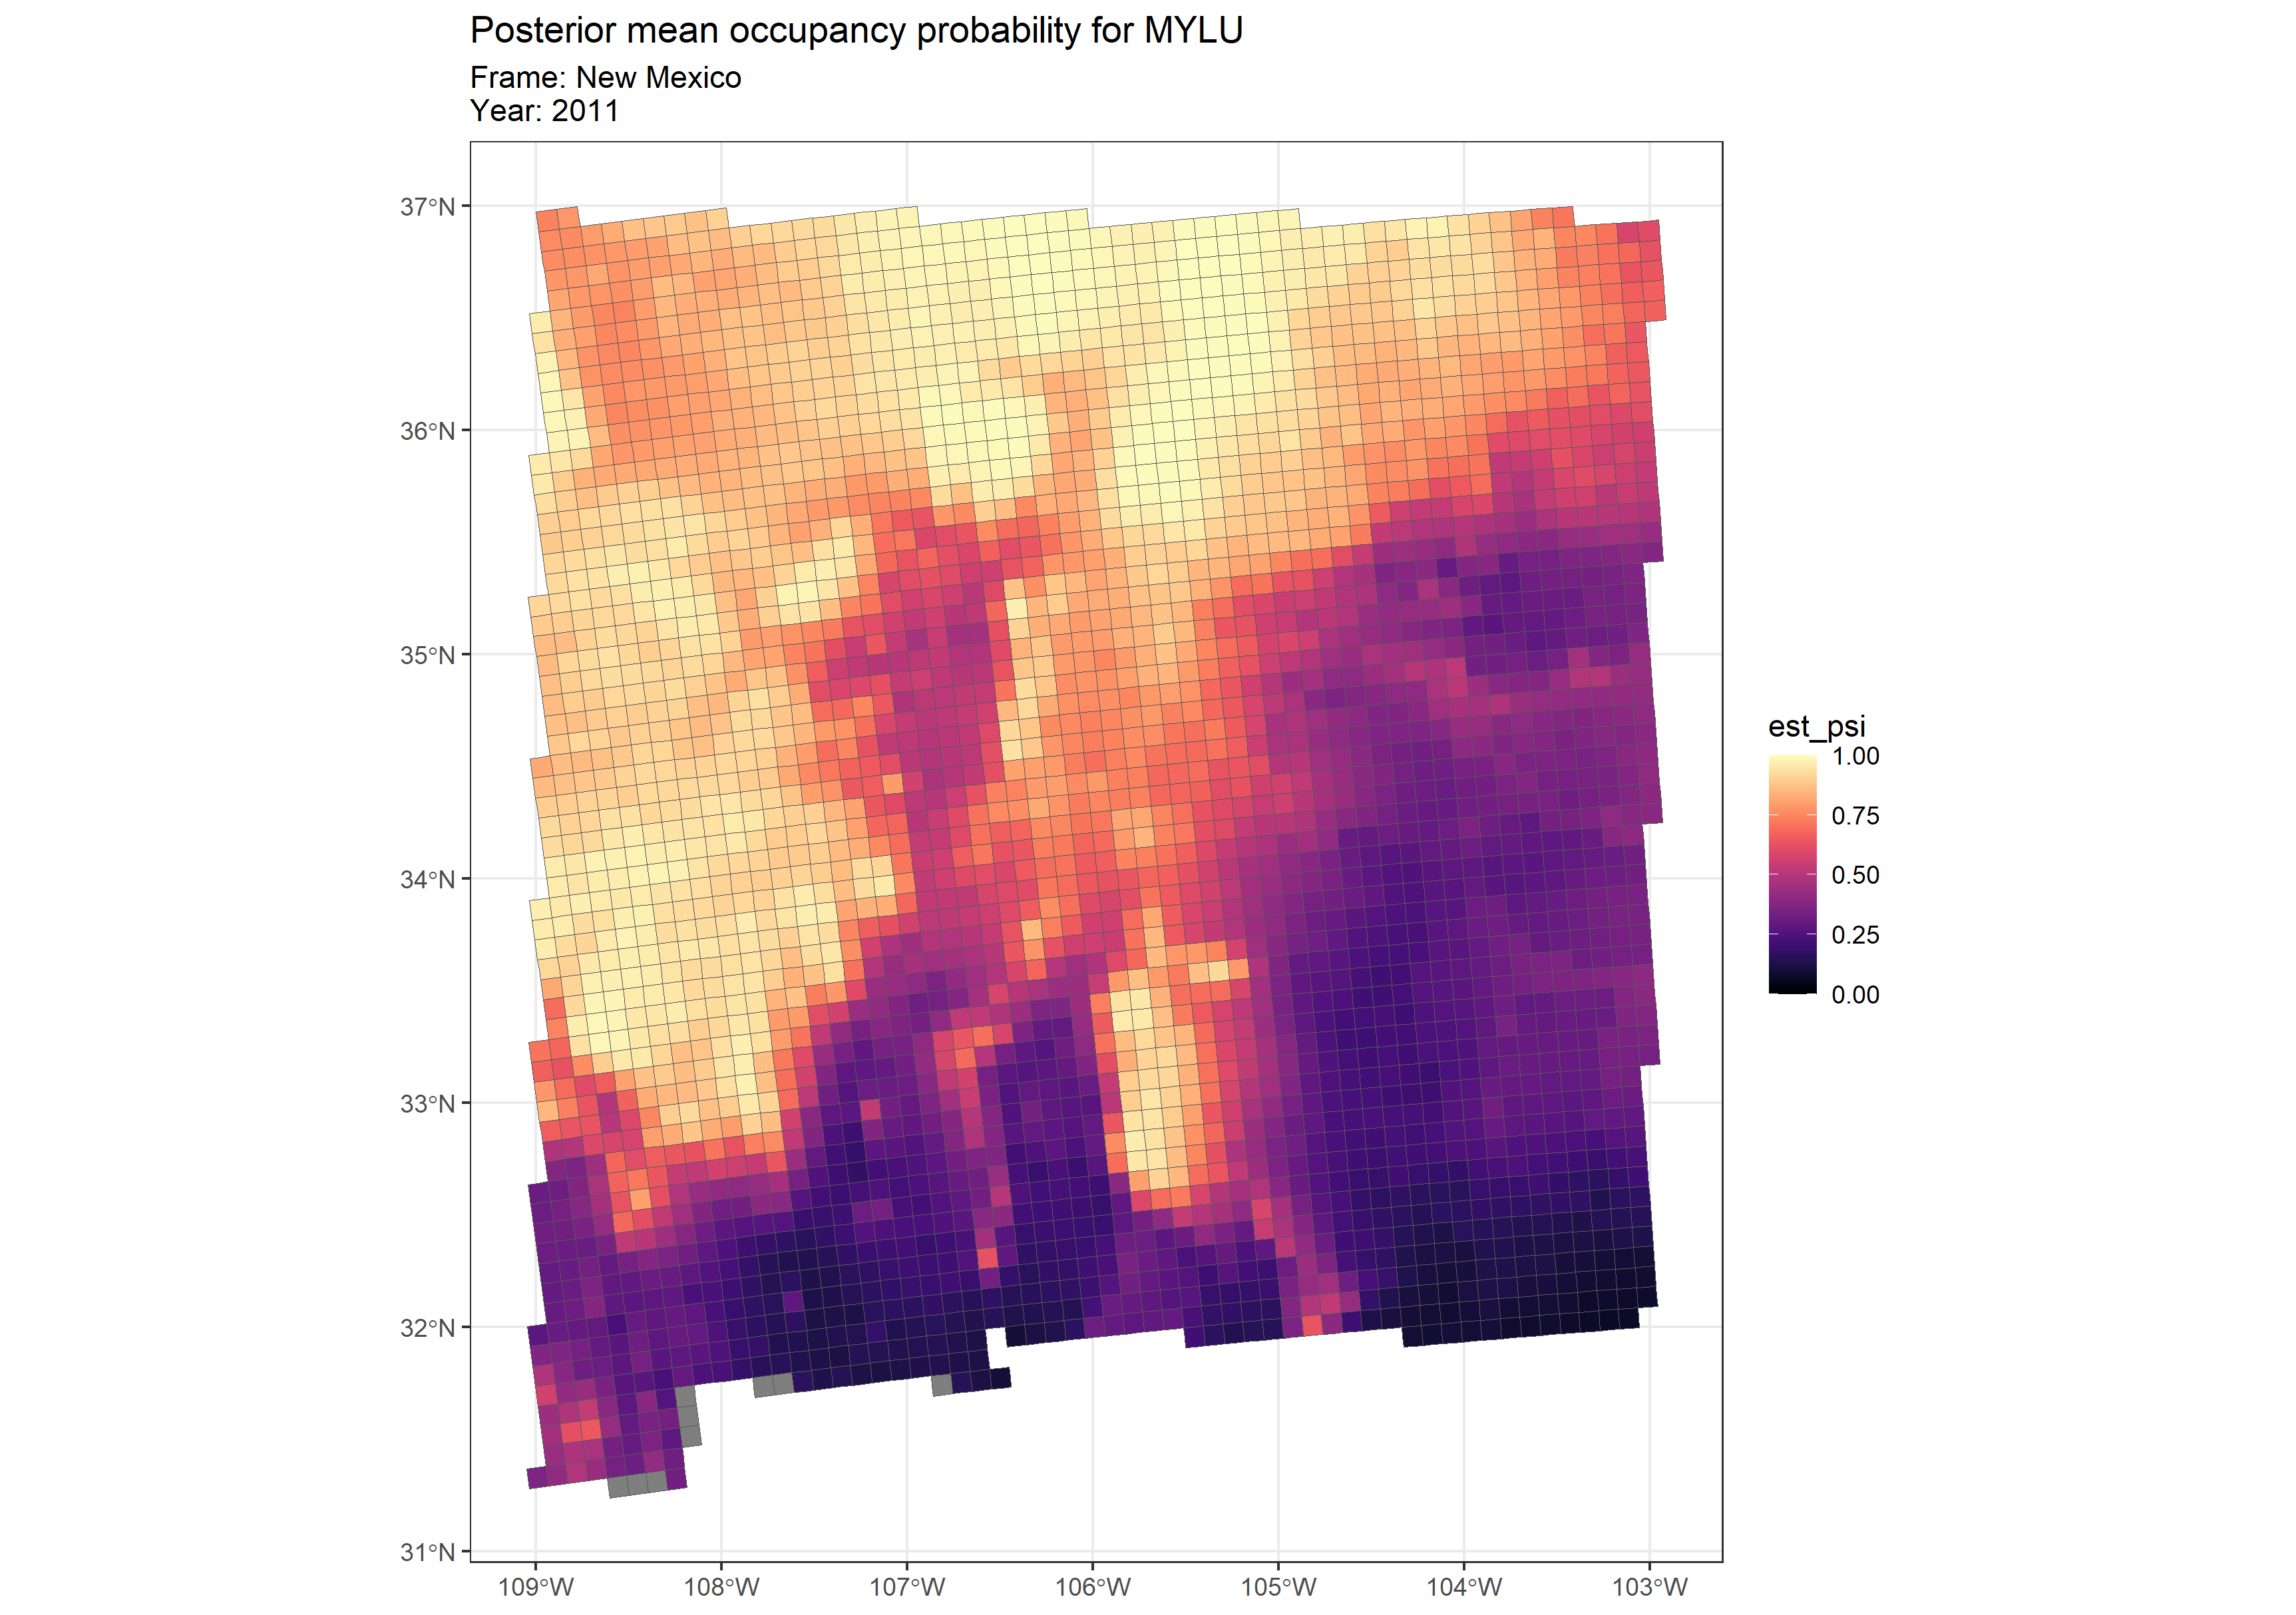 Posterior mean occupancy probability for MYLU
Frame: New Mexico
Year: 2011
37°N
36°N
35°N
34°N
33°N
32°N
31°N
109°W
108°W
107°W
106°W
105°W
104°W
103°W
est_psi
1.00
0.75
0.50
0.25
0.00